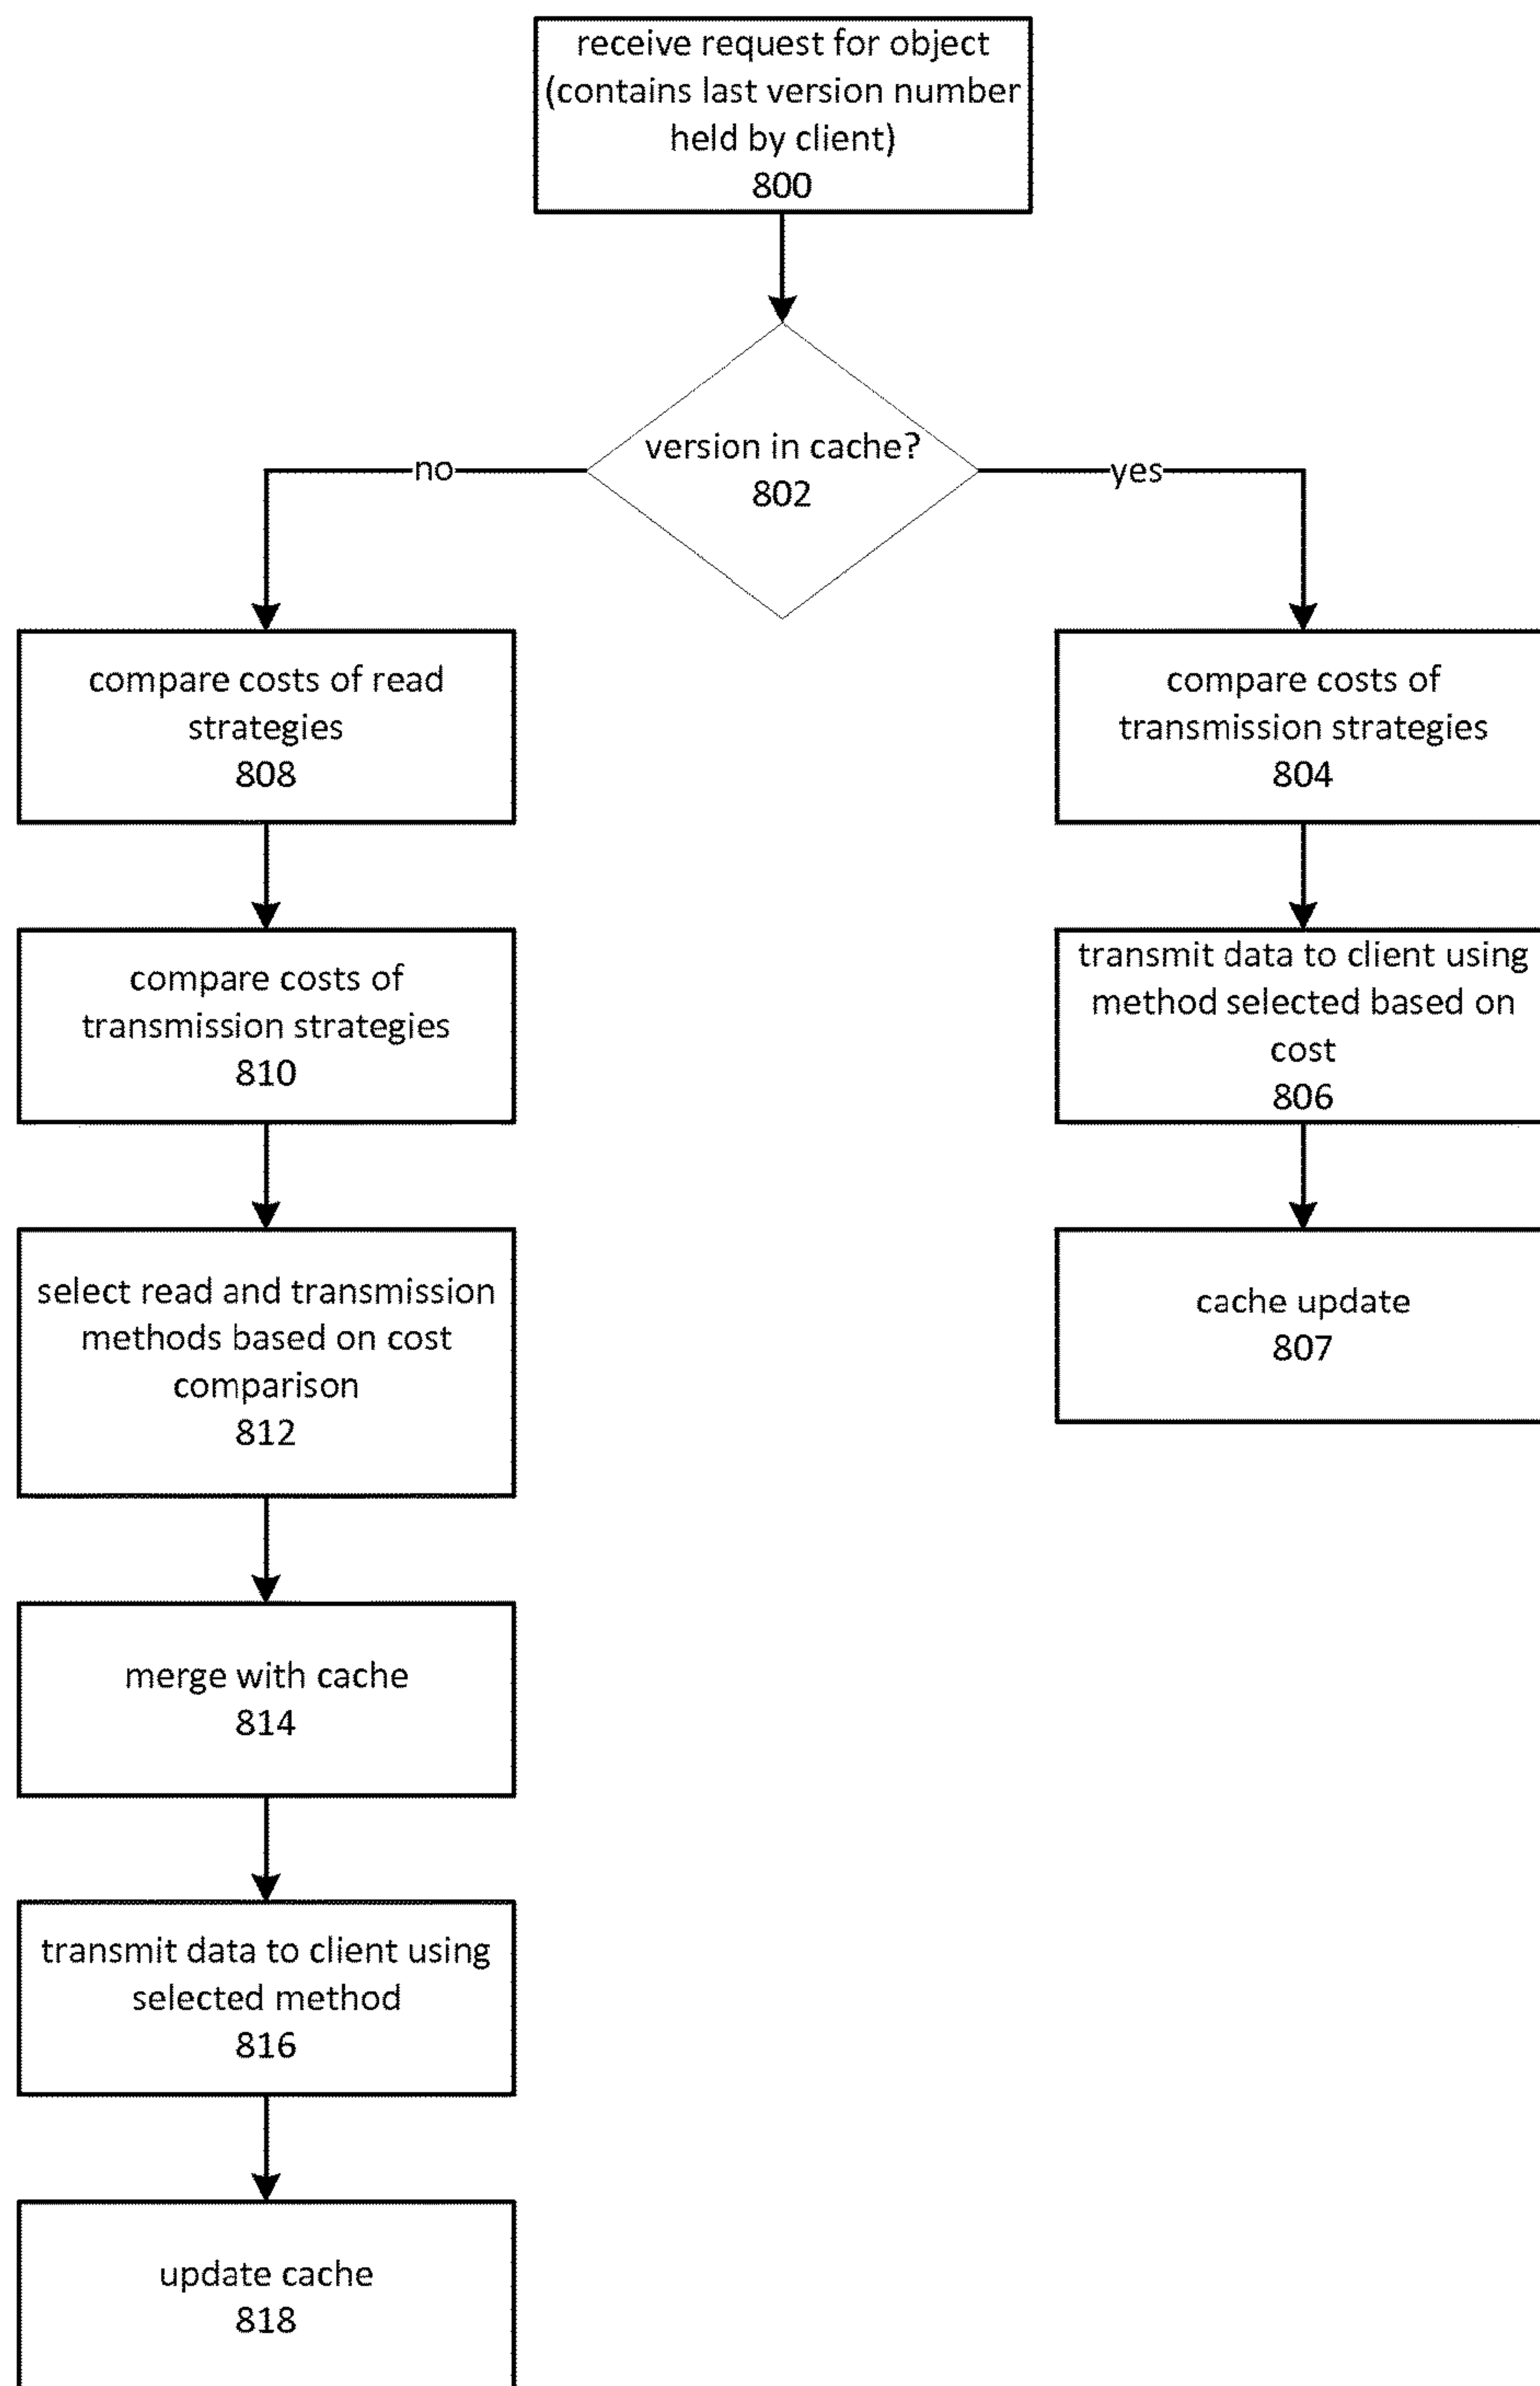 receive request for object
(contains last version number
held by client)
800
version in cache?
802
no
yes
compare costs of read
strategies
808
compare costs of
transmission strategies
804
compare costs of
transmission strategies
810
transmit data to client using
method selected based on
cost
806
select read and transmission
methods based on cost
comparison
812
cache update
807
merge with cache
814
transmit data to client using
selected method
816
update cache
818